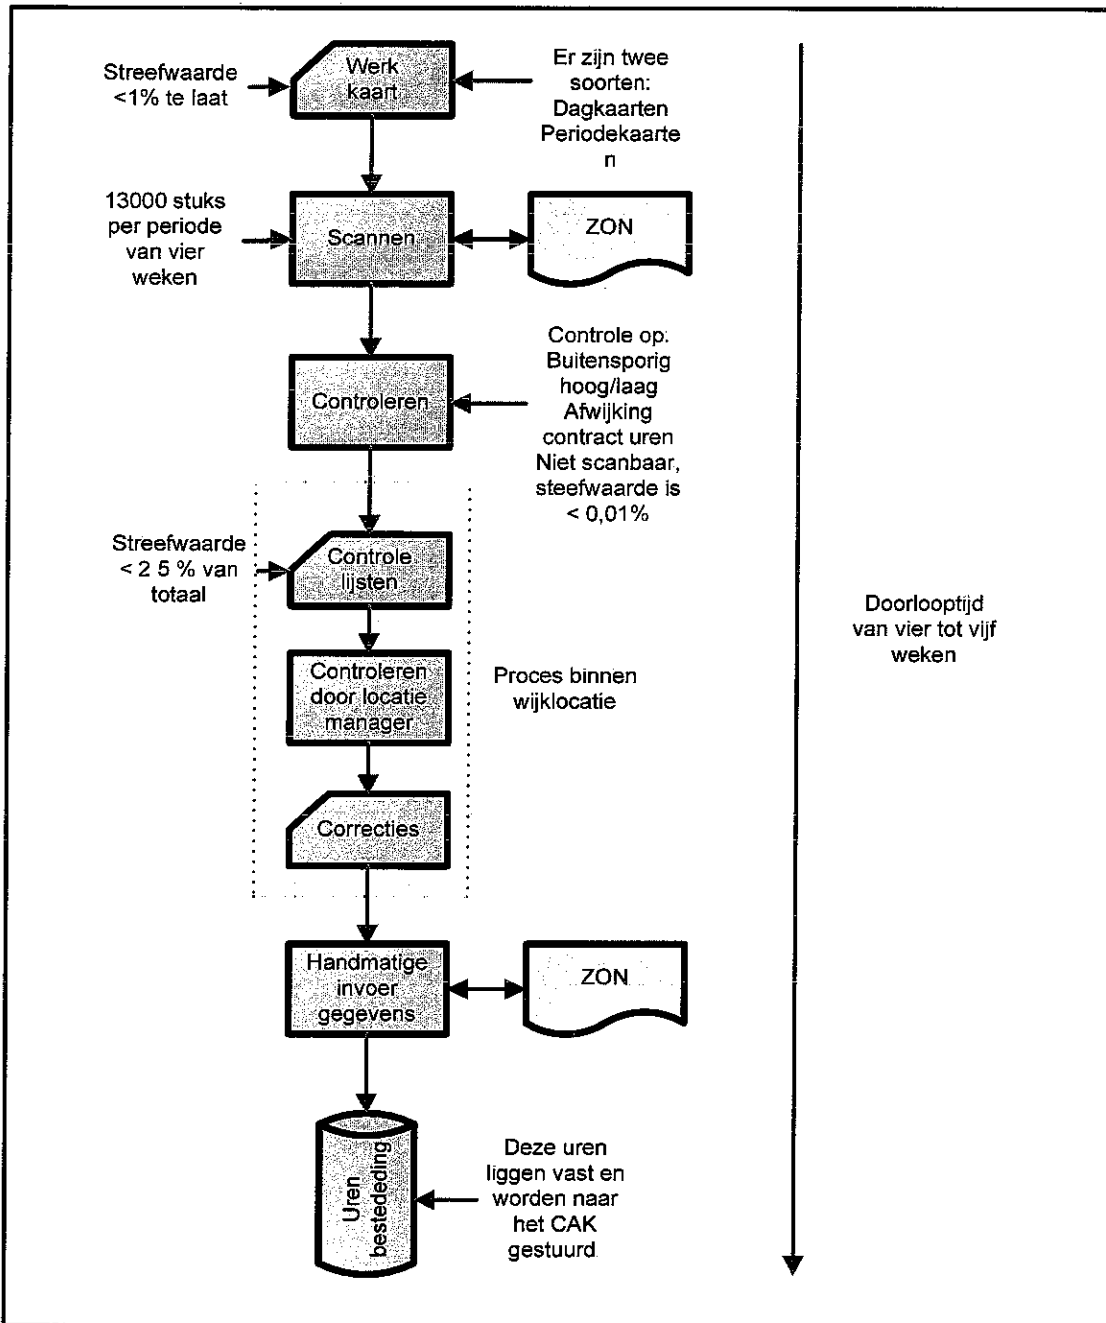 Werk
kaart
Streefwaarde
<1% te laat
Er zijn twee
soorten:
Dagkaarten
Periodekaarte
n
13000 stuks
per periode
van vier
weken
Scannen
ZON
Controleren
Controle op:
Buitensporig
hoog/laag
Afwijking
contract uren
Niet scanbaar,
steefwaarde is
< 0,01%
Streefwaarde
< 2 5 % van
totaal
Controle
lijsten
Controleren
door locatie
manager
Proces binnen
wijklocatie
Correcties
Doorlooptijd
van vier tot vijf
weken
Handmatige
invoer
gegevens
ZON
Uren
bestededing
Deze uren
liggen vast en
worden naar
het CAK
gestuurd